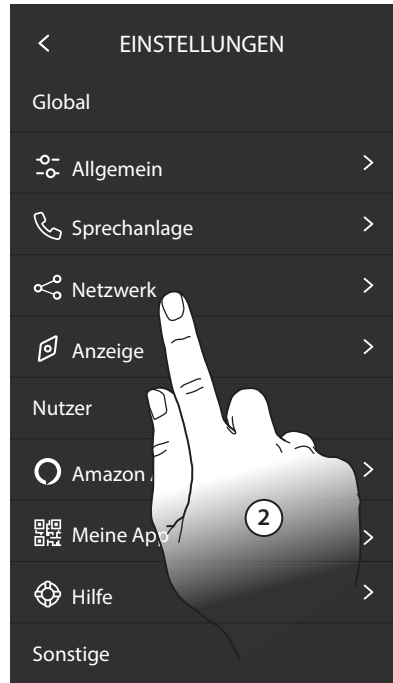 EINSTELLUNGEN
Global
Allgemein
Sprechanlage
Netzwerk
Anzeige
Nutzer
Amazon
2
Meine App
Hilfe
Sonstige